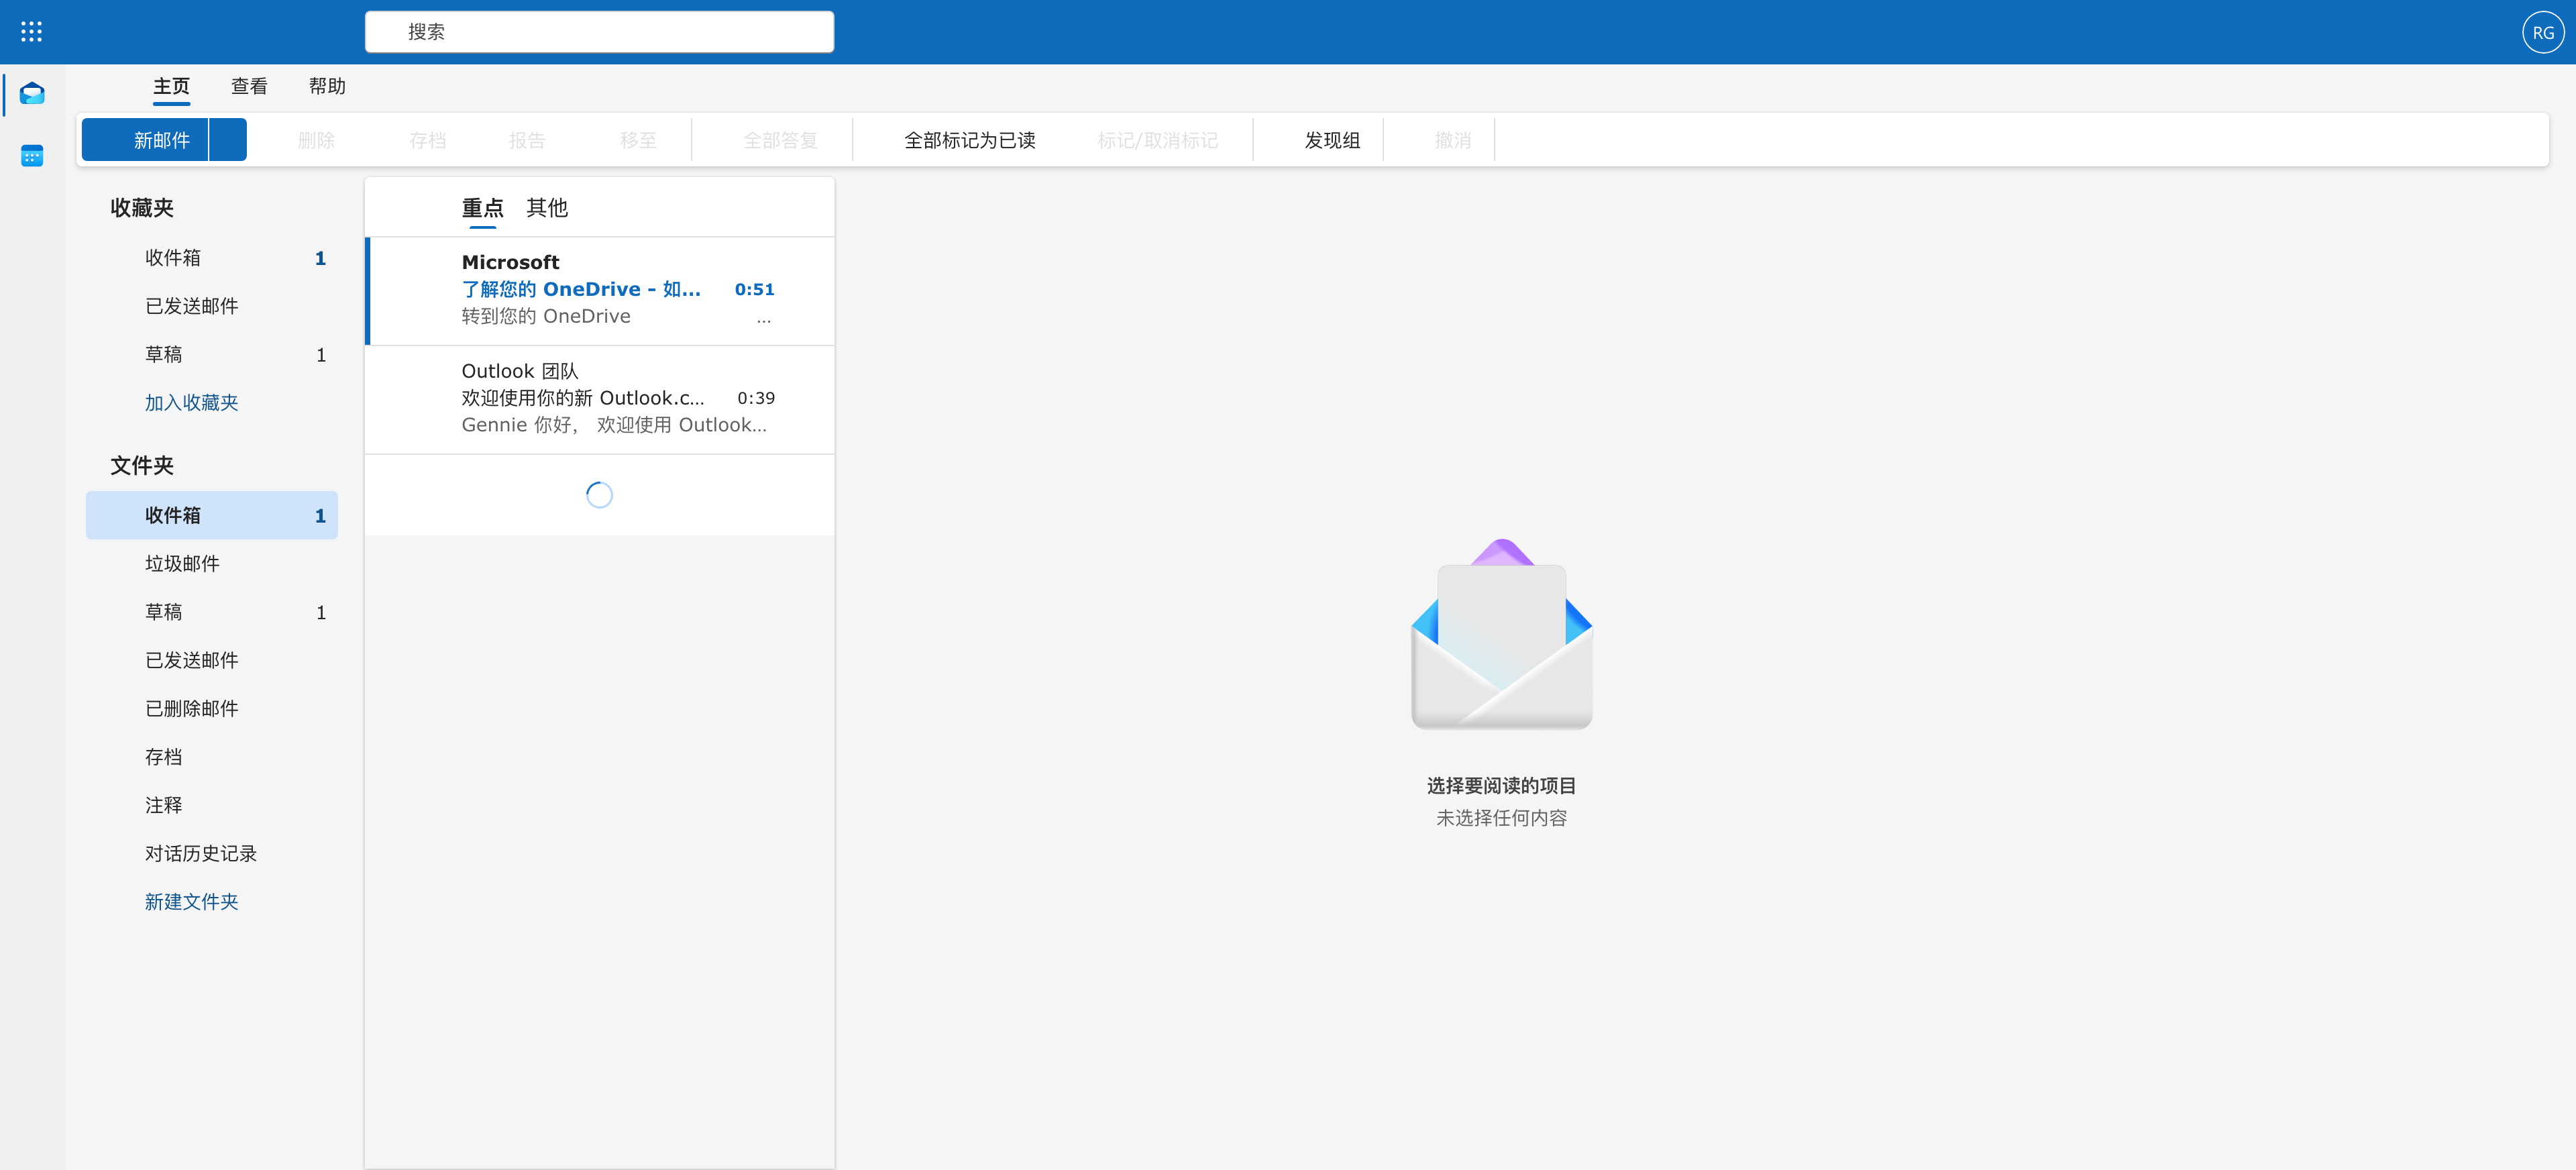 搜索
RG
主页 查看 帮助
新邮件 删除 存档 报告 移至 全部答复 全部标记为已读 标记/取消标记 发现组 撤消
收藏夹
收件箱 1
已发送邮件
草稿 1
加入收藏夹
文件夹
收件箱 1
垃圾邮件
草稿 1
已发送邮件
已删除邮件
存档
注释
对话历史记录
新建文件夹
重点 其他
Microsoft
了解您的 OneDrive - 如... 0:51
转到您的 OneDrive ...
Outlook 团队
欢迎使用你的新 Outlook.c... 0:39
Gennie 你好， 欢迎使用 Outlook...
选择要阅读的项目
未选择任何内容